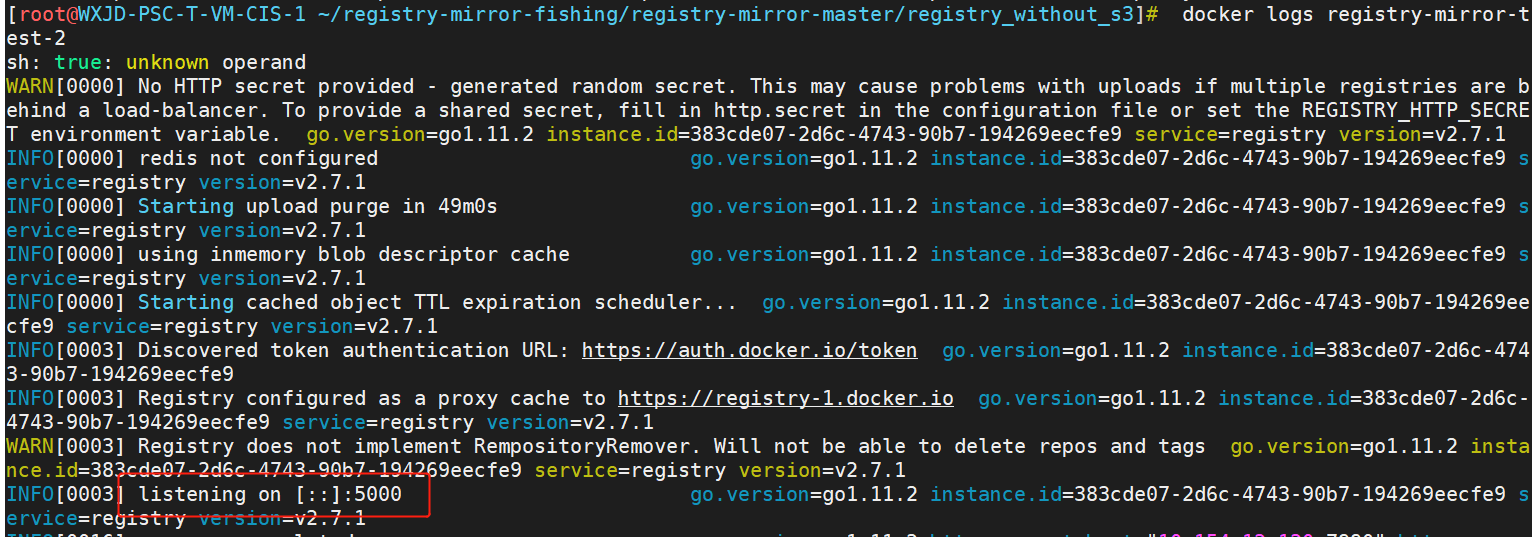 [root@WXJD-PSC-T-VM-CIS-1 ~/registry-mirror-fishing/registry-mirror-master/registry_without_s3]#  docker logs registry-mirror-t
est-2
sh: true: unknown operand
WARN[0000] No HTTP secret provided - generated random secret. This may cause problems with uploads if multiple registries are b
ehind a load-balancer. To provide a shared secret, fill in http.secret in the configuration file or set the REGISTRY_HTTP_SECRE
T environment variable.  go.version=go1.11.2 instance.id=383cde07-2d6c-4743-90b7-194269eecfe9 service=registry version=v2.7.1
INFO[0000] redis not configured                          go.version=go1.11.2 instance.id=383cde07-2d6c-4743-90b7-194269eecfe9 s
ervice=registry version=v2.7.1
INFO[0000] Starting upload purge in 49m0s                go.version=go1.11.2 instance.id=383cde07-2d6c-4743-90b7-194269eecfe9 s
ervice=registry version=v2.7.1
INFO[0000] using inmemory blob descriptor cache          go.version=go1.11.2 instance.id=383cde07-2d6c-4743-90b7-194269eecfe9 s
ervice=registry version=v2.7.1
INFO[0000] Starting cached object TTL expiration scheduler...  go.version=go1.11.2 instance.id=383cde07-2d6c-4743-90b7-194269ee
cfe9 service=registry version=v2.7.1
INFO[0003] Discovered token authentication URL: https://auth.docker.io/token  go.version=go1.11.2 instance.id=383cde07-2d6c-474
3-90b7-194269eecfe9
INFO[0003] Registry configured as a proxy cache to https://registry-1.docker.io  go.version=go1.11.2 instance.id=383cde07-2d6c-
4743-90b7-194269eecfe9 service=registry version=v2.7.1
WARN[0003] Registry does not implement RempositoryRemover. Will not be able to delete repos and tags  go.version=go1.11.2 insta
nce.id=383cde07-2d6c-4743-90b7-194269eecfe9 service=registry version=v2.7.1
INFO[0003] listening on [::]:5000                        go.version=go1.11.2 instance.id=383cde07-2d6c-4743-90b7-194269eecfe9 s
ervice=registry version=v2.7.1